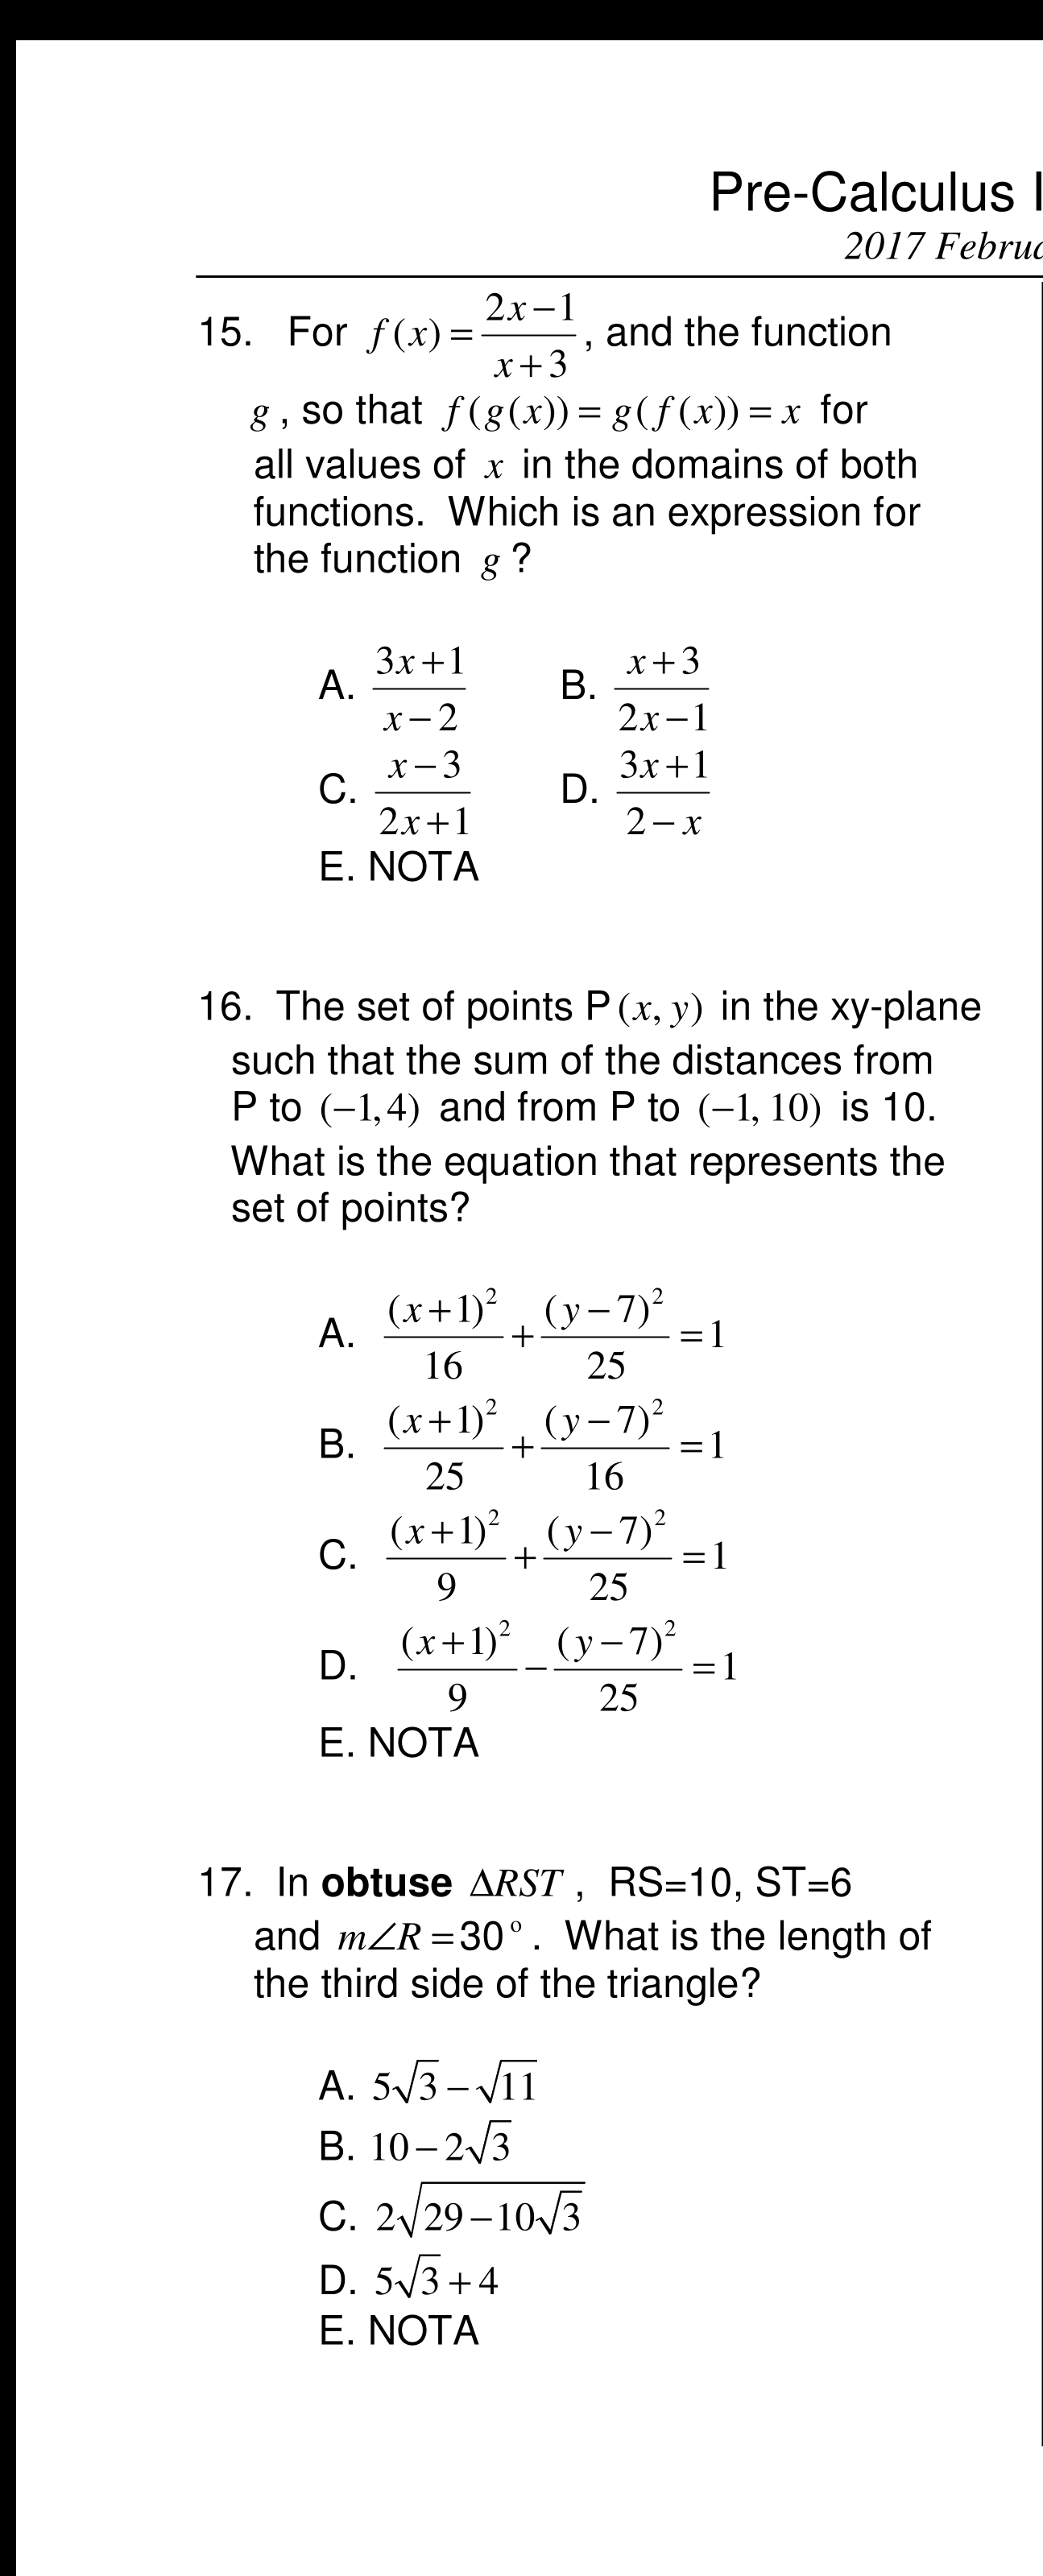 Pre-Calculus
2017
15. For f(x) = \frac{2x-1}{x+3}, and the function
g, so that f(g(x)) = g(f(x)) = x for
all values of x in the domains of both
functions. Which is an expression for
the function g?
A. \frac{3x+1}{x-2} B. \frac{x+3}{2x-1}
C. \frac{x-3}{2x+1} D. \frac{3x+1}{2-x}
E. NOTA
16. The set of points P(x, y) in the xy-plane
such that the sum of the distances from
P to (-1,4) and from P to (-1,10) is 10.
What is the equation that represents the
set of points?
A. \frac{(x+1)^2}{16} + \frac{(y-7)^2}{25} = 1
B. \frac{(x+1)^2}{25} + \frac{(y-7)^2}{16} = 1
C. \frac{(x+1)^2}{9} + \frac{(y-7)^2}{25} = 1
D. \frac{(x+1)^2}{9} - \frac{(y-7)^2}{25} = 1
E. NOTA
17. In obtuse ΔRST, RS=10, ST=6
and m∠R = 30°. What is the length of
the third side of the triangle?
A. 5\sqrt{3} - \sqrt{11}
B. 10 - 2\sqrt{3}
C. 2\sqrt{29 - 10\sqrt{3}}
D. 5\sqrt{3} + 4
E. NOTA